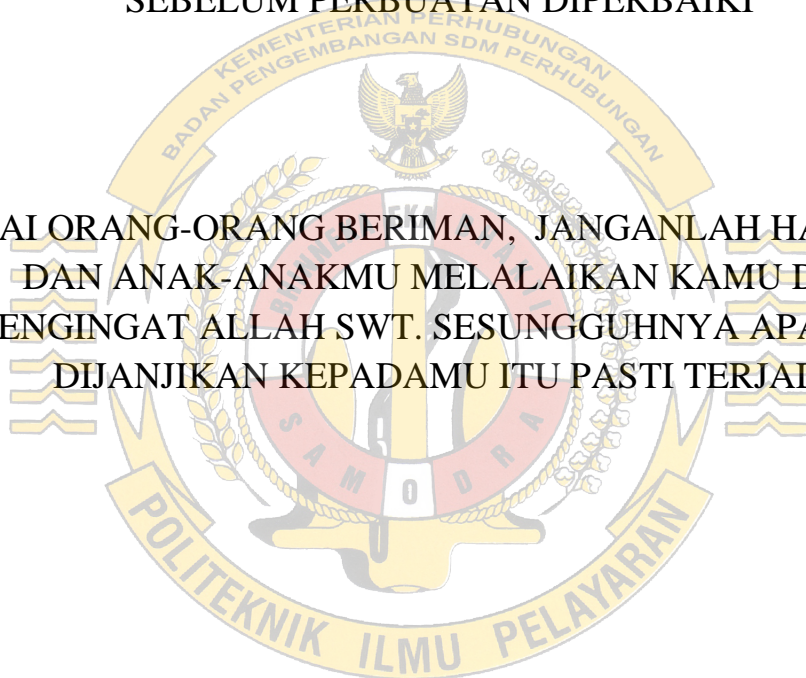 SEBELUM PERBUATAN DIPERBAIKI
KEMENTERIAN PERHUBUNGAN
BADAN PENGEMBANGAN SDM PERHUBUNGAN
AI ORANG-ORANG BERIMAN, JANGANLAH HA
DAN ANAK-ANAKMU MELALAIKAN KAMU D
ENGINGAT ALLAH SWT. SESUNGGUHNYA APA
DIJANJIKAN KEPADAMU ITU PASTI TERJAD
SAMODRA
POLITEKNIK ILMU PELAYARAN